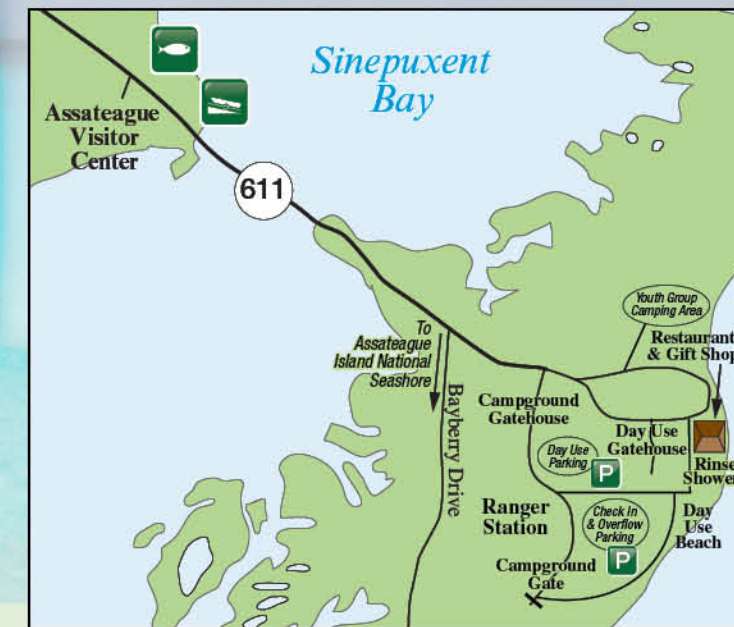 Sinepuxent
Bay
Assateague
Visitor
Center
611
Youth Group
Camping Area
To
Assateague
Island National
Seashore
Restaurant
& Gift Shop
Bayberry Drive
Campground
Gatehouse
Day Use
Gatehouse
Day Use
Parking
P
Rinse
Shower
Ranger
Station
Check In
& Overflow
Parking
P
Day
Use
Beach
Campground
Gate